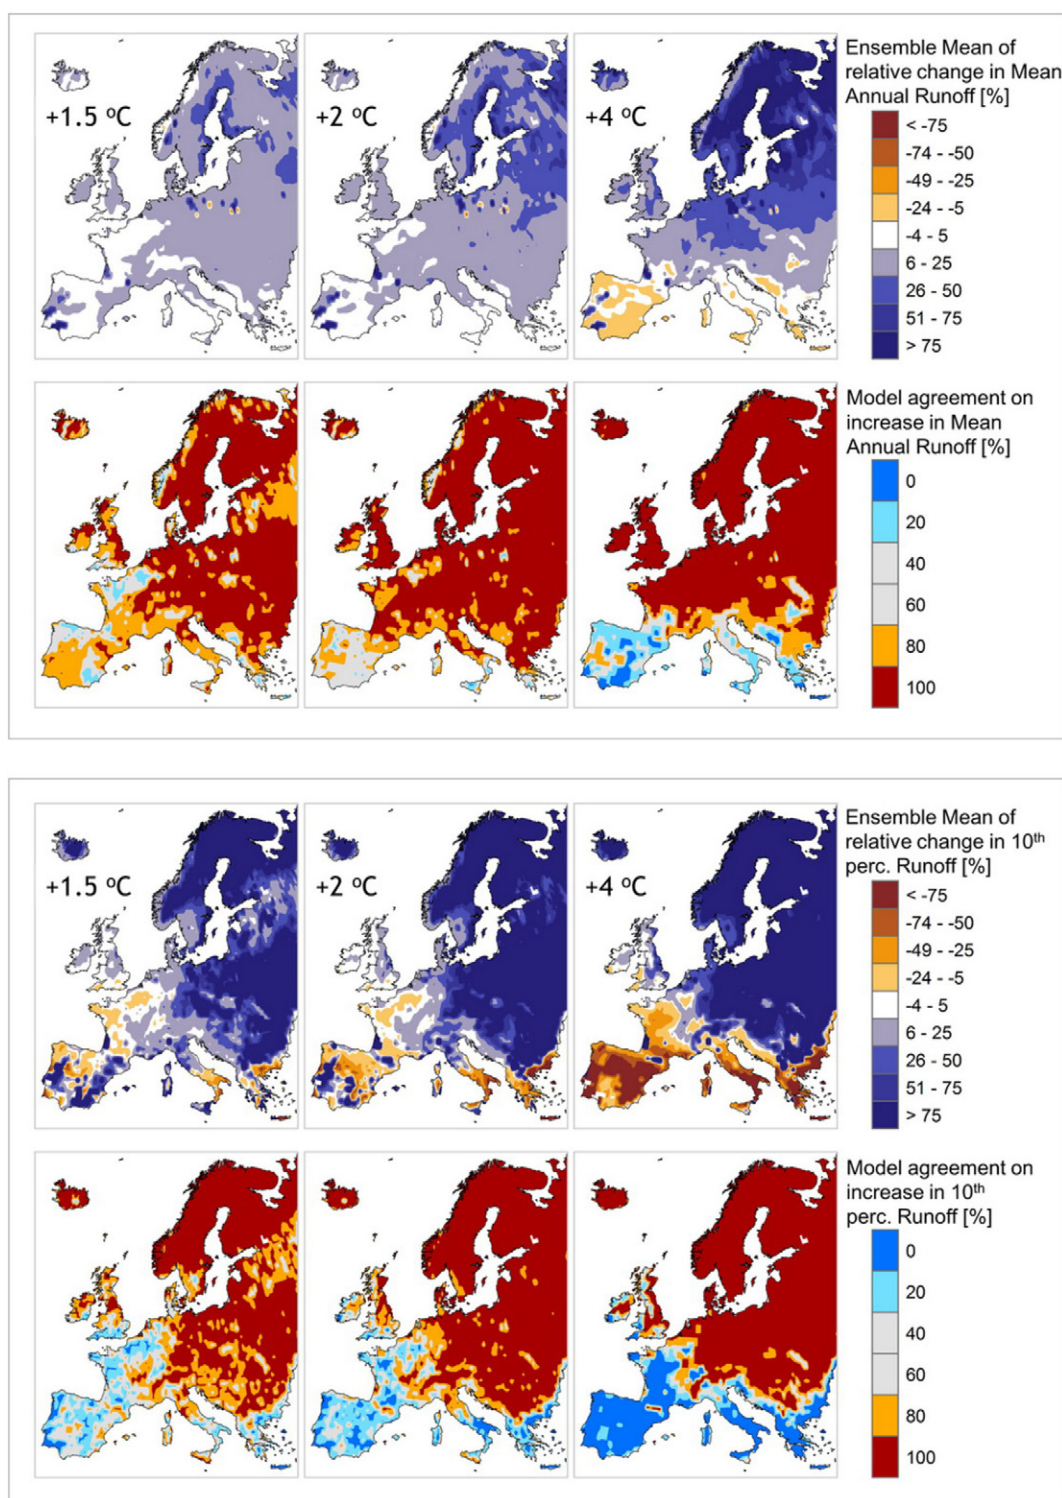 +1.5 °C
+2 °C
+4 °C
Ensemble Mean of
relative change in Mean
Annual Runoff [%]
< -75
-74 - -50
-49 - -25
-24 - -5
-4 - 5
6 - 25
26 - 50
51 - 75
> 75
Model agreement on
increase in Mean
Annual Runoff [%]
0
20
40
60
80
100
+1.5 °C
+2 °C
+4 °C
Ensemble Mean of
relative change in 10th
perc. Runoff [%]
< -75
-74 - -50
-49 - -25
-24 - -5
-4 - 5
6 - 25
26 - 50
51 - 75
> 75
Model agreement on
increase in 10th
perc. Runoff [%]
0
20
40
60
80
100